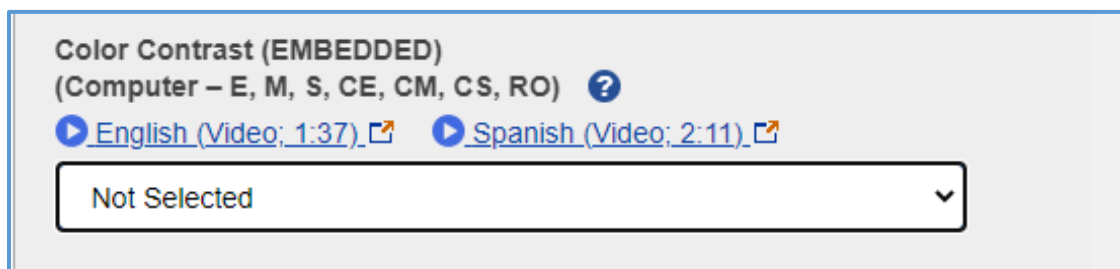 Color Contrast (EMBEDDED)
(Computer – E, M, S, CE, CM, CS, RO) ?
English (Video; 1:37) Spanish (Video; 2:11)
Not Selected